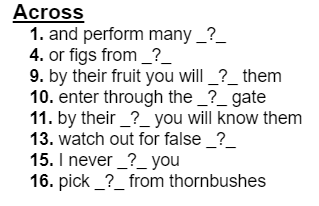 Across
1. and perform many _?_
4. or figs from _?_
9. by their fruit you will _?_ them
10. enter through the _?_ gate
11. by their _?_ you will know them
13. watch out for false _?_
15. I never _?_ you
16. pick _?_ from thornbushes